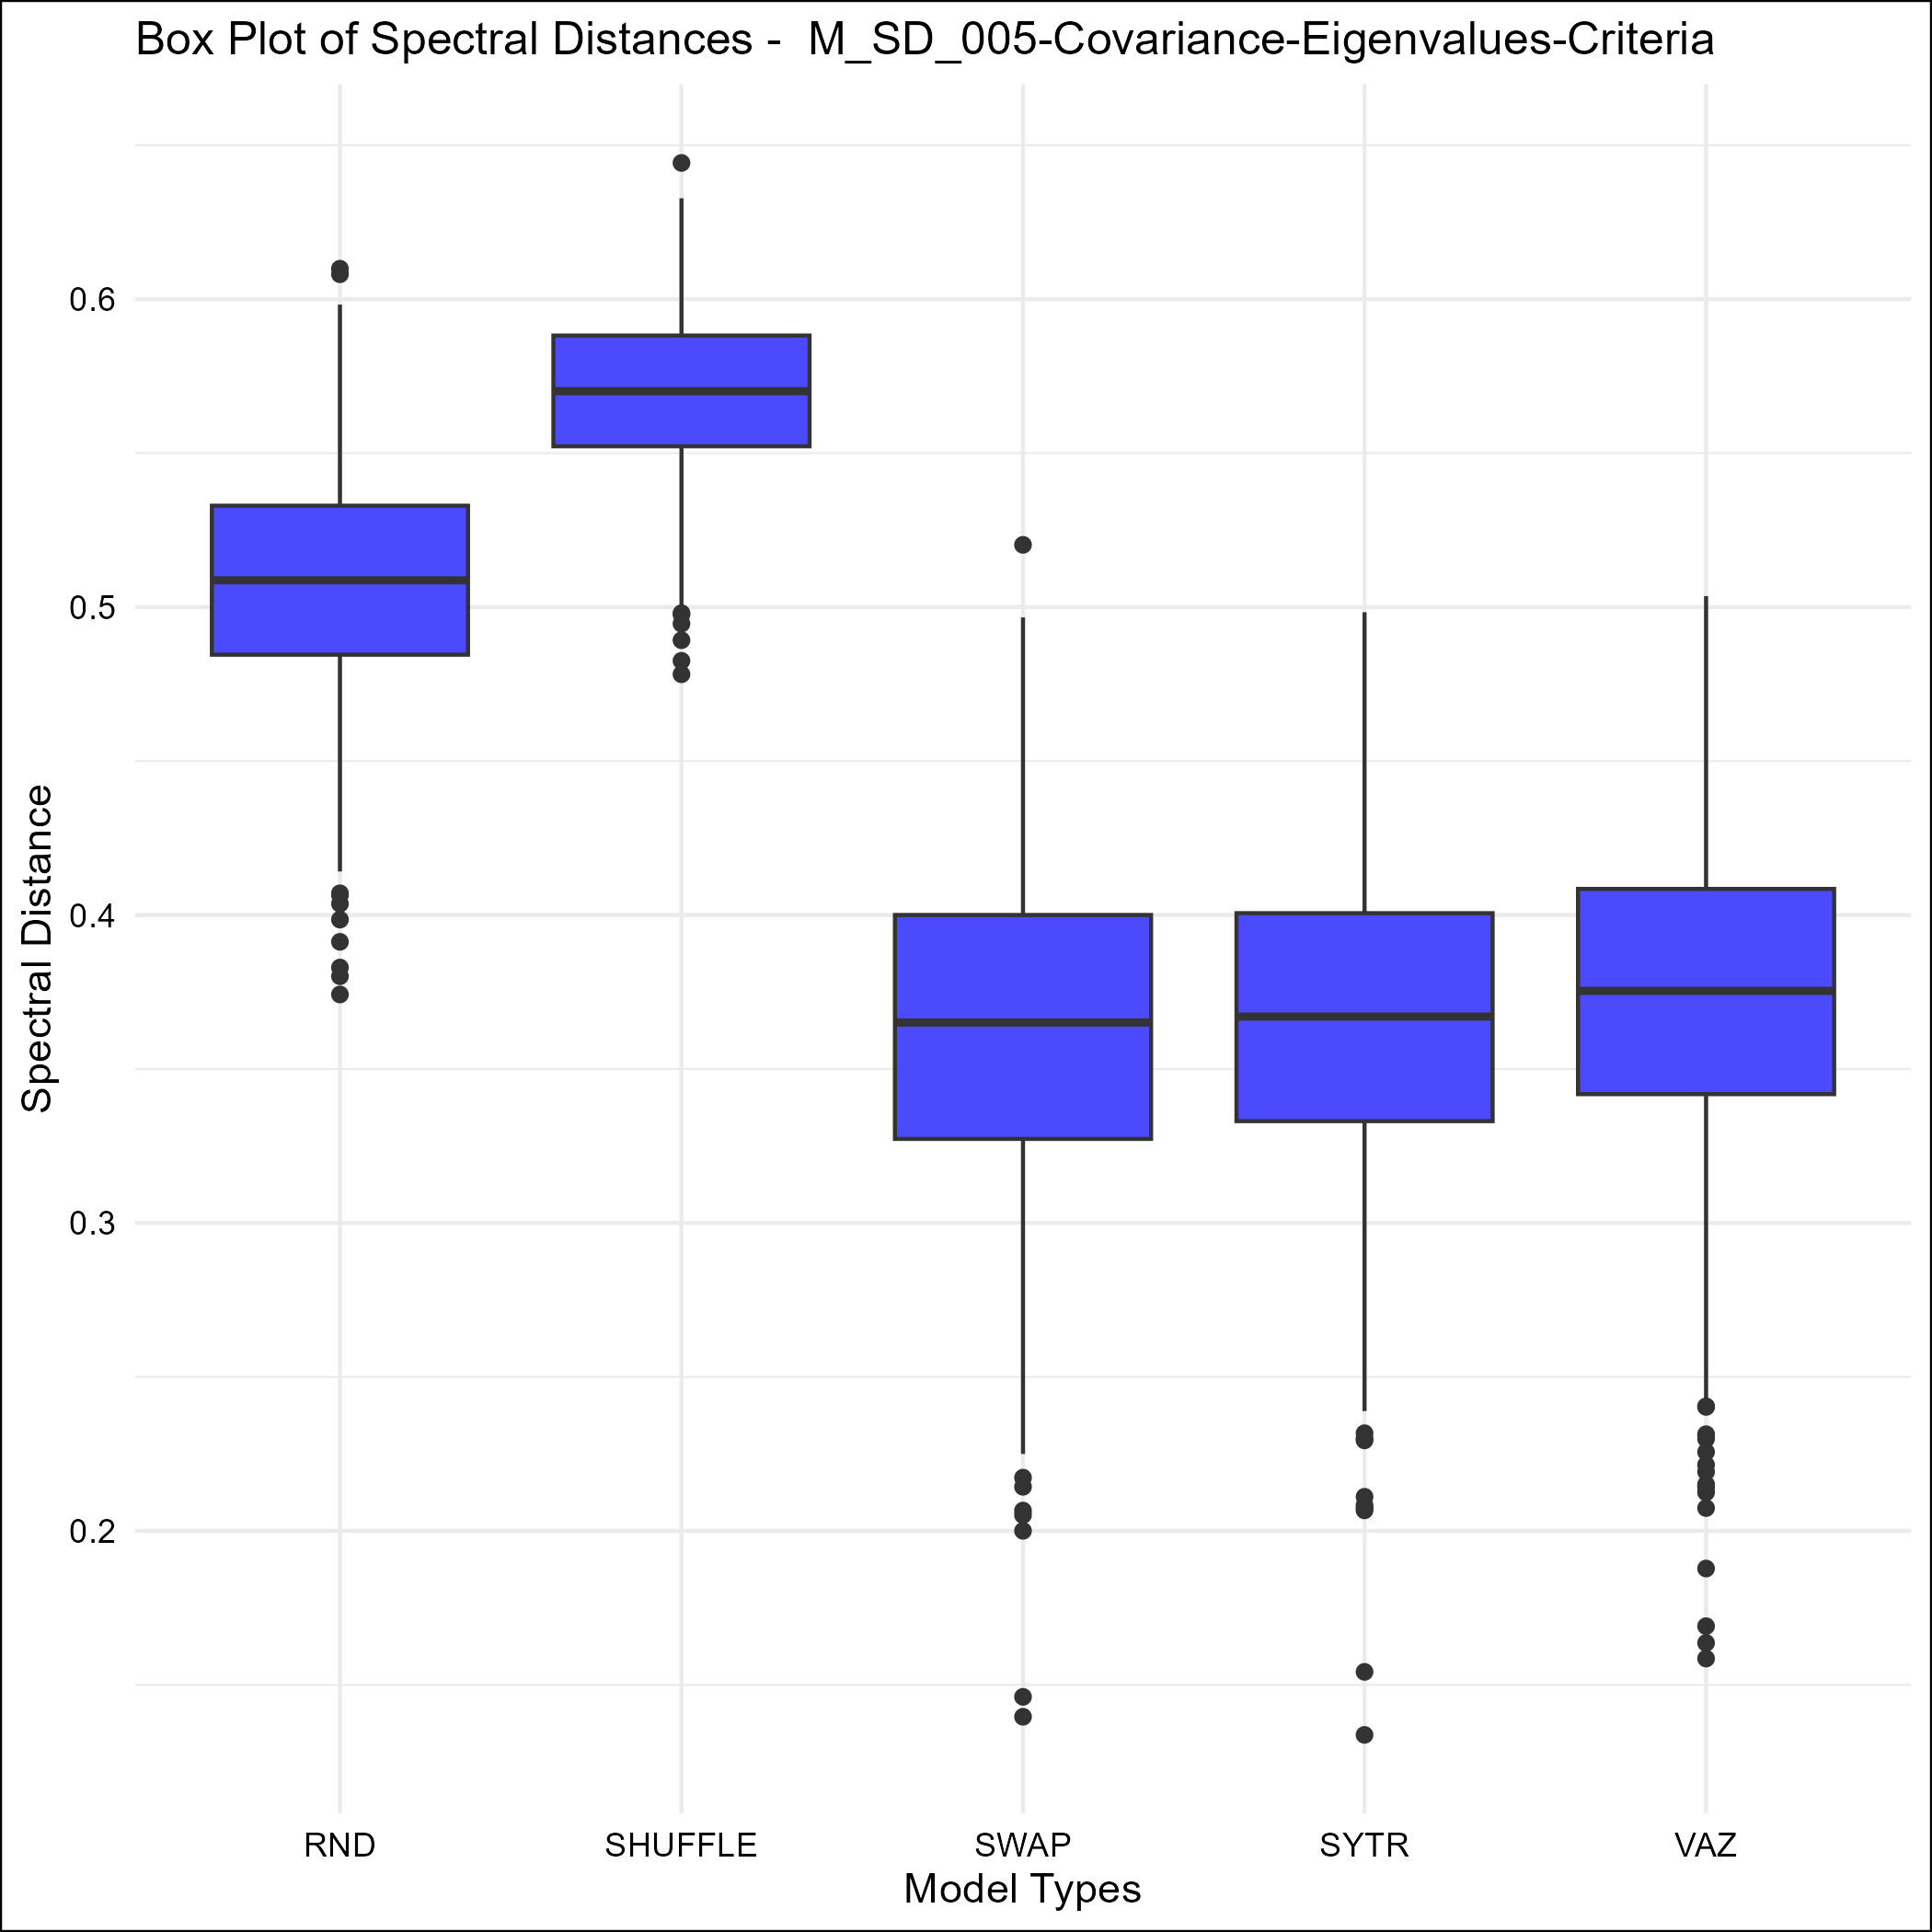 Box Plot of Spectral Distances -  M_SD_005-Covariance-Eigenvalues-Criteria
Spectral Distance
0.6
0.5
0.4
0.3
0.2
RND SHUFFLE SWAP SYTR VAZ
Model Types